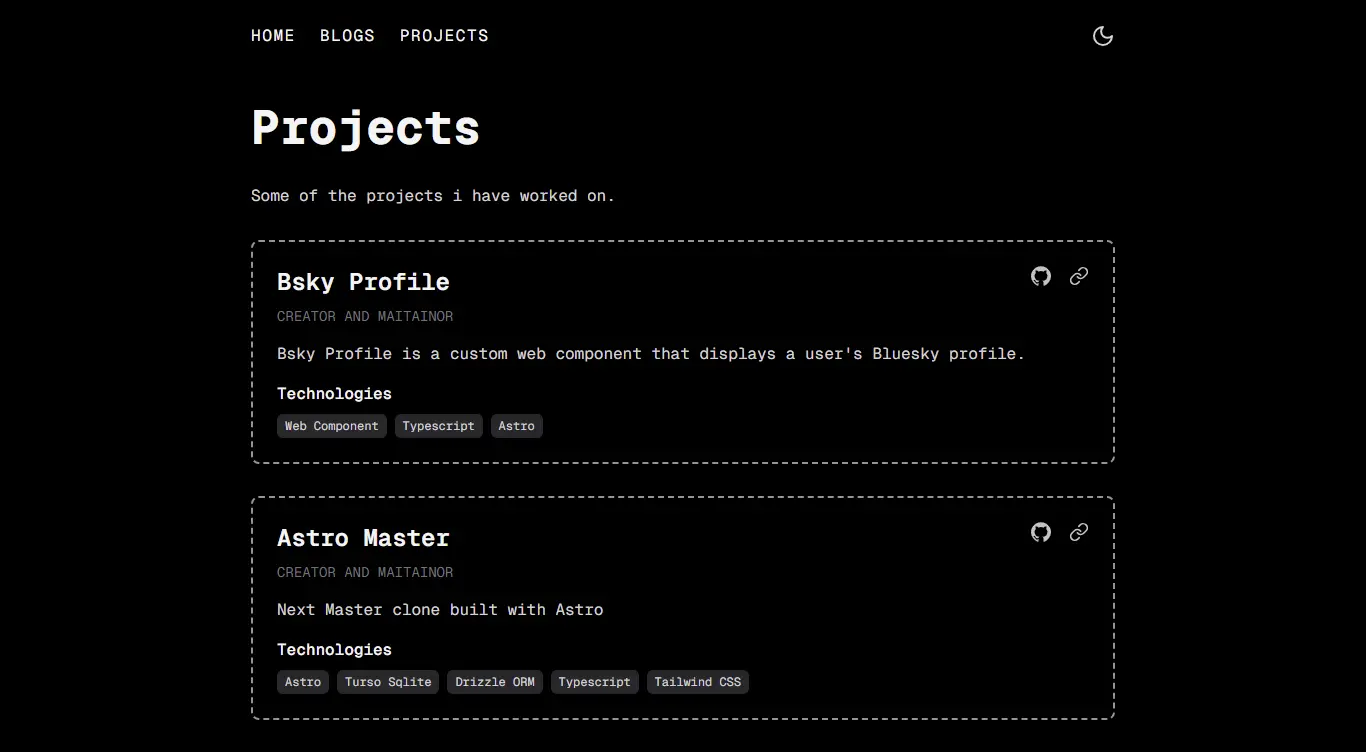 HOME BLOGS PROJECTS
Projects
Some of the projects i have worked on.
Bsky Profile
CREATOR AND MAITAINOR
Bsky Profile is a custom web component that displays a user's Bluesky profile.
Technologies
Web Component Typescript Astro
Astro Master
CREATOR AND MAITAINOR
Next Master clone built with Astro
Technologies
Astro Turso Sqlite Drizzle ORM Typescript Tailwind CSS